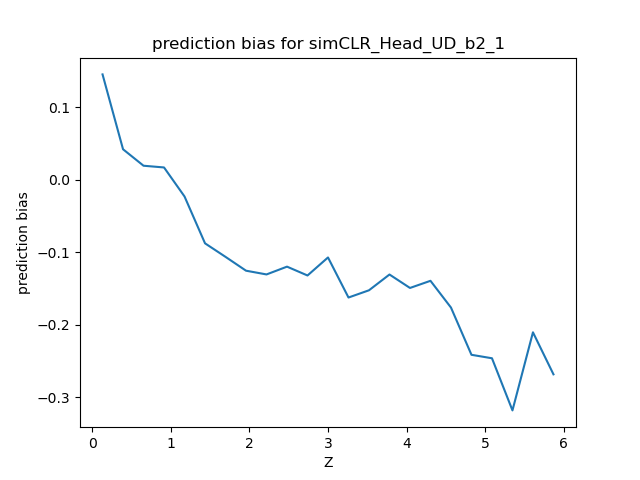 prediction bias for simCLR_Head_UD_b2_1
0.1
0.0
−0.1
−0.2
−0.3
prediction bias
0 1 2 3 4 5 6
Z